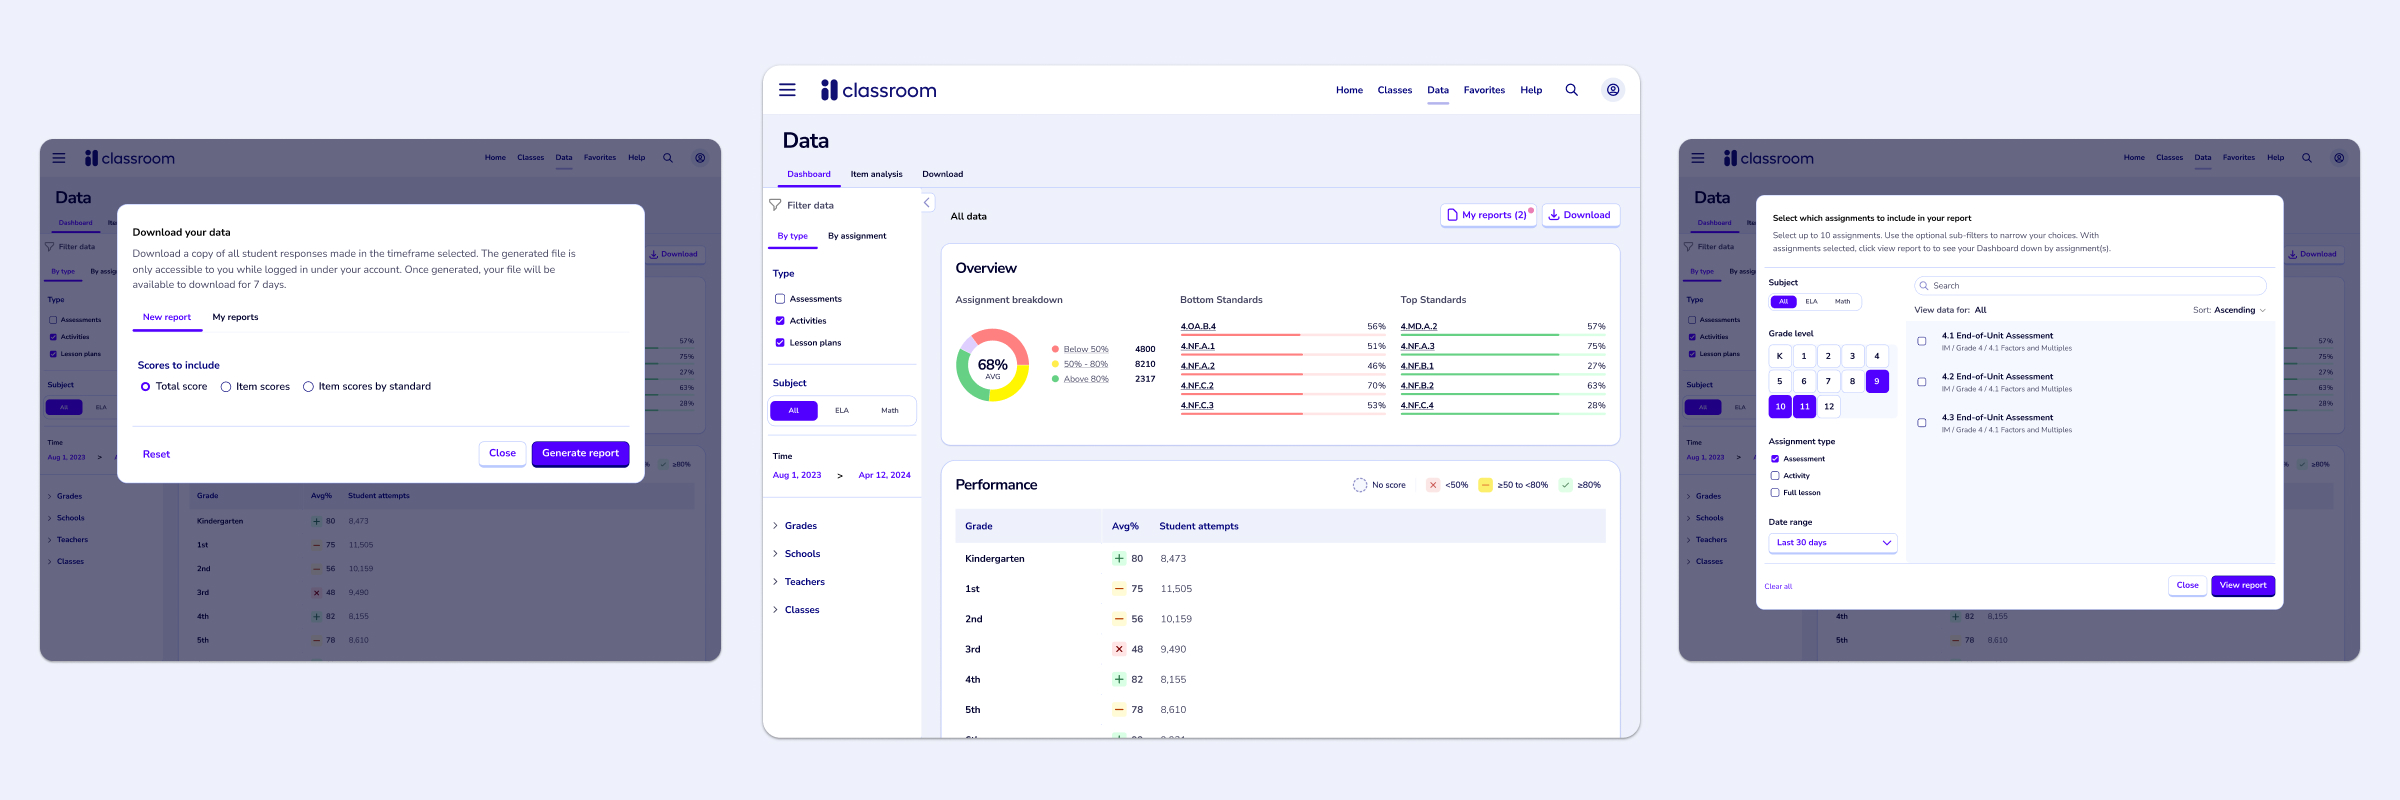 classroom
Home Classes Data Favorites Help
Data
Dashboard Ite
Filter data
By type By assig
Download
Type
Assessments
Activities
Lesson plans
Subject
All ELA
Time
Aug 1, 2023 > A
57%
75%
27%
63%
28%
% ≥80%
Grades
Schools
Teachers
Classes
Grade Avg% Student attempts
Kindergarten 80 8,473
1st 75 11,505
2nd 56 10,159
3rd 48 9,490
4th 82 8,155
5th 78 8,610
Download your data
Download a copy of all student responses made in the timeframe selected. The generated file is
only accessible to you while logged in under your account. Once generated, your file will be
available to download for 7 days.
New report My reports
Scores to include
Total score Item scores Item scores by standard
Reset Close Generate report
classroom
Home Classes Data Favorites Help
Data
Dashboard Item analysis Download
Filter data
By type By assignment
Type
Assessments
Activities
Lesson plans
Subject
All ELA Math
Time
Aug 1, 2023 > Apr 12, 2024
Grades
Schools
Teachers
Classes
All data
My reports (2) Download
Overview
Assignment breakdown
68%
AVG
Below 50% 4800
50% - 80% 8210
Above 80% 2317
Bottom Standards
4.OA.B.4 56%
4.NF.A.1 51%
4.NF.A.2 46%
4.NF.C.2 70%
4.NF.C.3 53%
Top Standards
4.MD.A.2 57%
4.NF.A.3 75%
4.NF.B.1 27%
4.NF.B.2 63%
4.NF.C.4 28%
Performance
No score <50% ≥50 to <80% ≥80%
Grade Avg% Student attempts
Kindergarten 80 8,473
1st 75 11,505
2nd 56 10,159
3rd 48 9,490
4th 82 8,155
5th 78 8,610
classroom
Home Classes Data Favorites Help
Data
Dashboard Ite
Filter data
By type By assig
Download
Type
Assessments
Activities
Lesson plans
Subject
All ELA
Time
Aug 1, 2023 > A
57%
75%
27%
63%
28%
% ≥80%
Grades
Schools
Teachers
Classes
4th 82 8,155
5th 78 8,610
Select which assignments to include in your report
Select up to 10 assignments. Use the optional sub-filters to narrow your choices. With
assignments selected, click view report to to see your Dashboard down by assignment(s).
Subject
All ELA Math
Grade level
K 1 2 3 4
5 6 7 8 9
10 11 12
Assignment type
Assessment
Activity
Full lesson
Date range
Last 30 days
Search
View data for: All
Sort: Ascending
4.1 End-of-Unit Assessment
IM / Grade 4 / 4.1 Factors and Multiples
4.2 End-of-Unit Assessment
IM / Grade 4 / 4.1 Factors and Multiples
4.3 End-of-Unit Assessment
IM / Grade 4 / 4.1 Factors and Multiples
Clear all Close View report